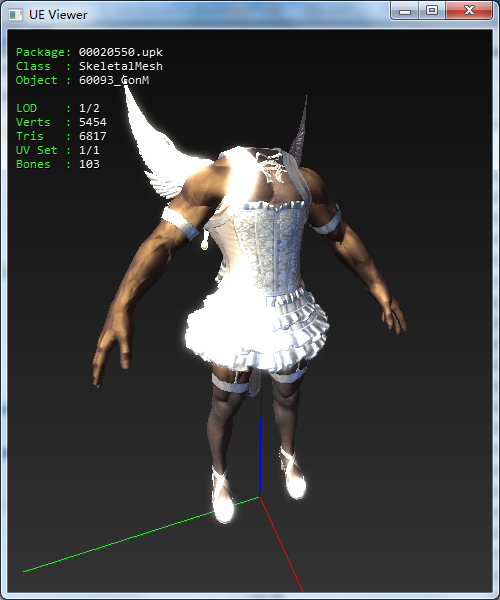 UE Viewer
Package: 00020550.upk
Class  : SkeletalMesh
Object : 60093_GonM
LOD    : 1/2
Verts  : 5454
Tris   : 6817
UV Set : 1/1
Bones  : 103